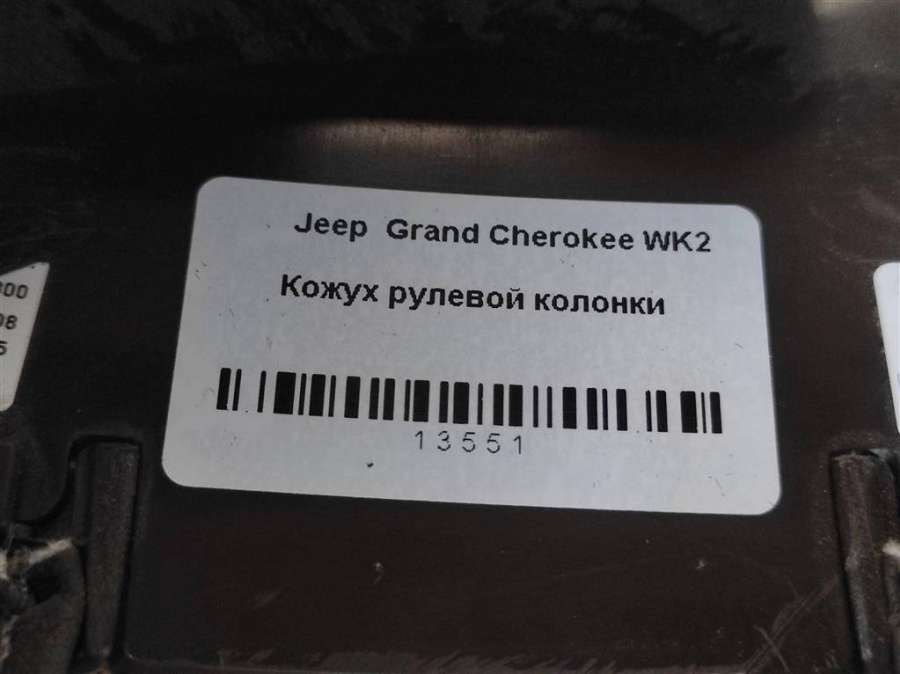 Jeep Grand Cherokee WK2
Кожух рулевой колонки
13551